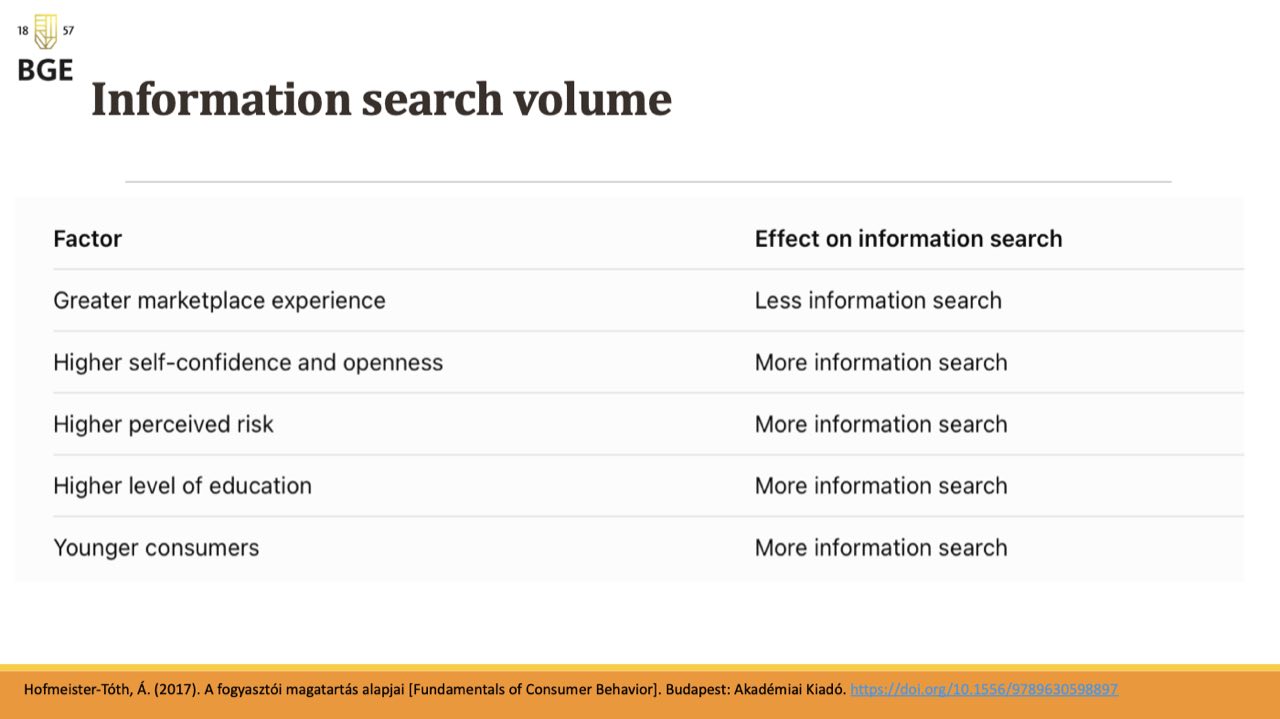 18 57
BGE
Information search volume
Factor Effect on information search
Greater marketplace experience Less information search
Higher self-confidence and openness More information search
Higher perceived risk More information search
Higher level of education More information search
Younger consumers More information search
Hofmeister-Tóth, Á. (2017). A fogyasztói magatartás alapjai [Fundamentals of Consumer Behavior]. Budapest: Akadémiai Kiadó. https://doi.org/10.1556/9789630598897